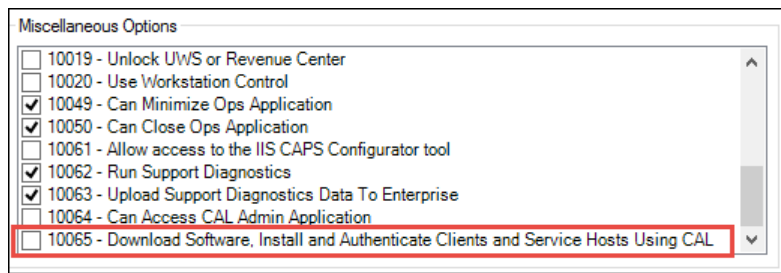 Miscellaneous Options
10019 - Unlock UWS or Revenue Center
10020 - Use Workstation Control
10049 - Can Minimize Ops Application
10050 - Can Close Ops Application
10061 - Allow access to the IIS CAPS Configurator tool
10062 - Run Support Diagnostics
10063 - Upload Support Diagnostics Data To Enterprise
10064 - Can Access CAL Admin Application
10065 - Download Software, Install and Authenticate Clients and Service Hosts Using CAL